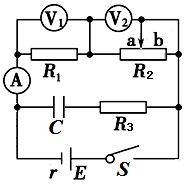 V₁ V₂
a b
R₁ R₂
A
C R₃
r E S